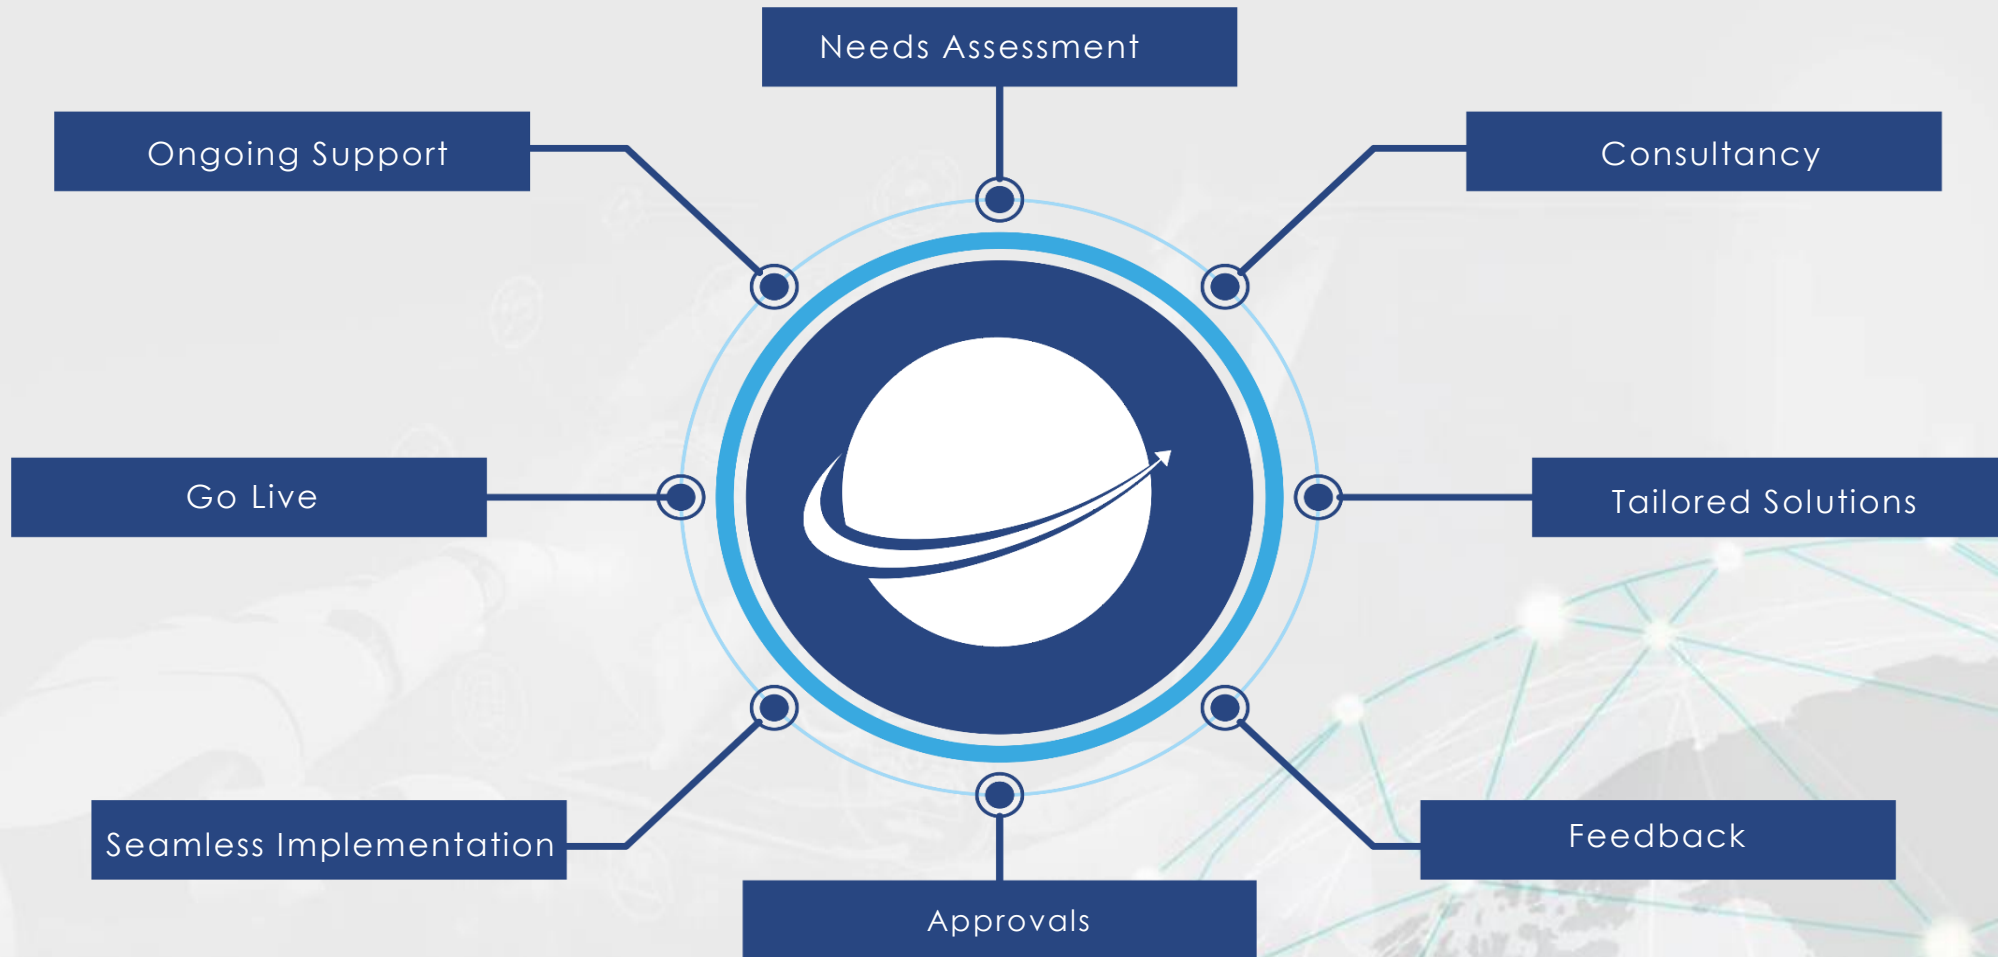 Needs Assessment
Ongoing Support
Consultancy
Go Live
Tailored Solutions
Seamless Implementation
Feedback
Approvals